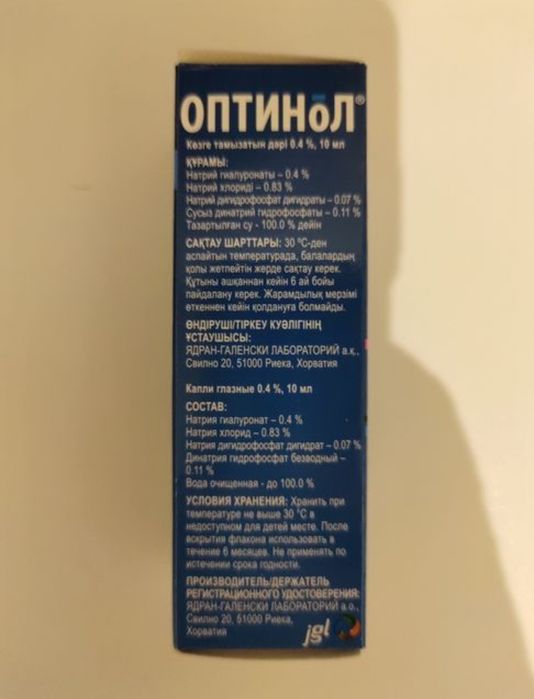 ОПТИНōЛ®
Көзге тамызатын дәрі 0.4 %, 10 мл
ҚҰРАМЫ:
Натрий гиалуронаты – 0.4 %
Натрий хлориді – 0.83 %
Натрий дигидрофосфат дигидраты – 0.07 %
Сусыз динатрий гидрофосфаты – 0.11 %
Тазартылған су - 100.0 % дейін
САҚТАУ ШАРТТАРЫ: 30 ºС-ден
аспайтын температурада, балалардың
қолы жетпейтін жерде сақтау керек.
Құтыны ашқаннан кейін 6 ай бойы
пайдалану керек. Жарамдылық мерзімі
өткеннен кейін қолдануға болмайды.
ӨНДІРУШІ/ТІРКЕУ КУӘЛІГІНІҢ
ҰСТАУШЫСЫ:
ЯДРАН-ГАЛЕНСКИ ЛАБОРАТОРИЙ а.қ.,
Свилно 20, 51000 Риека, Хорватия
Капли глазные 0.4 %, 10 мл
СОСТАВ:
Натрия гиалуронат – 0.4 %
Натрия хлорид – 0.83 %
Натрия дигидрофосфат дигидрат – 0.07 %
Динатрия гидрофосфат безводный –
0.11 %
Вода очищенная - до 100.0 %
УСЛОВИЯ ХРАНЕНИЯ: Хранить при
температуре не выше 30 °С в
недоступном для детей месте. После
вскрытия флакона использовать в
течение 6 месяцев. Не применять по
истечении срока годности.
ПРОИЗВОДИТЕЛЬ/ДЕРЖАТЕЛЬ
РЕГИСТРАЦИОННОГО УДОСТОВЕРЕНИЯ:
ЯДРАН-ГАЛЕНСКИ ЛАБОРАТОРИЙ а.о.,
Свилно 20, 51000 Риека,
Хорватия
jgl